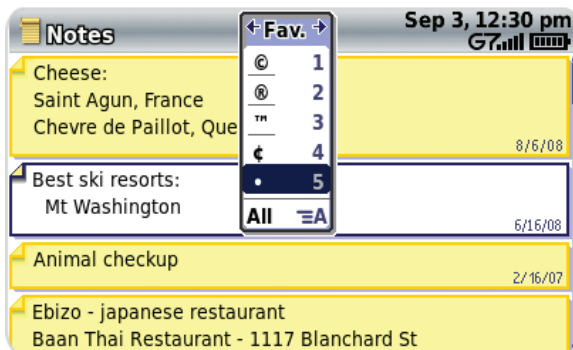 Notes
Sep 3, 12:30 pm
G
Fav.
© 1
® 2
™ 3
¢ 4
• 5
All A
Cheese:
Saint Agun, France
Chevre de Paillot, Que
8/6/08
Best ski resorts:
Mt Washington
6/16/08
Animal checkup
2/16/07
Ebizo - japanese restaurant
Baan Thai Restaurant - 1117 Blanchard St